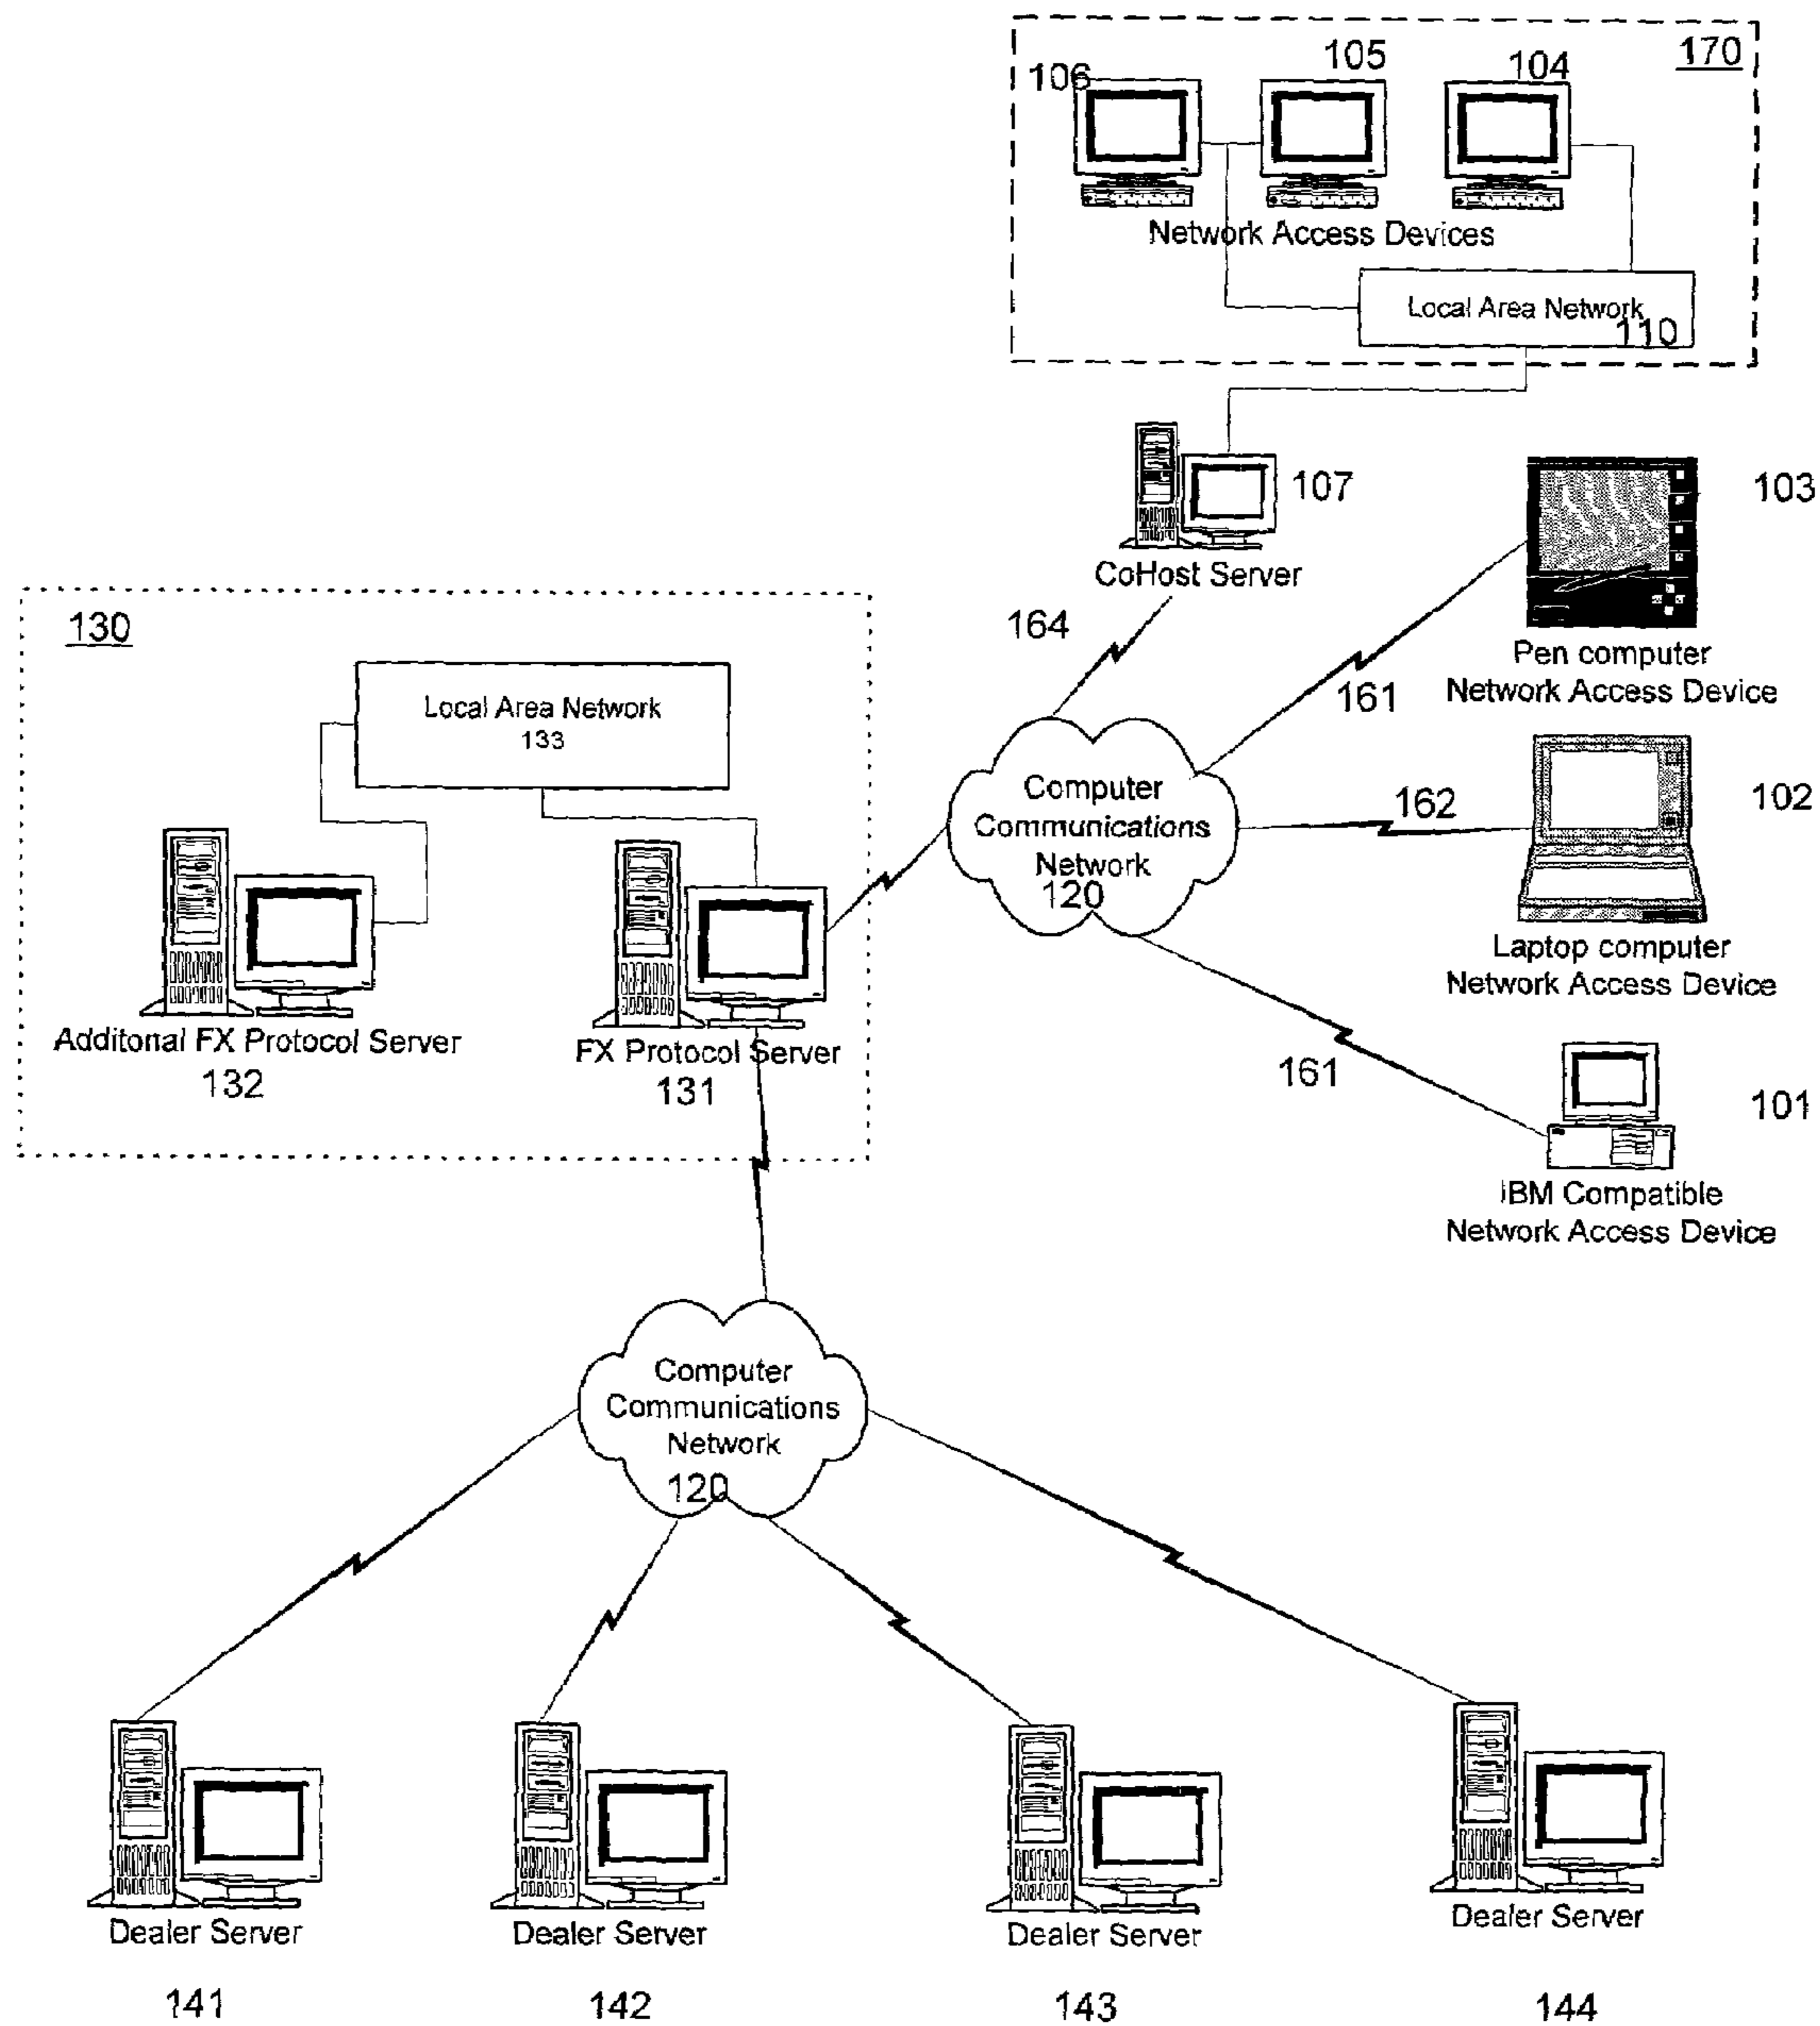 170
106
105
104
Network Access Devices
Local Area Network
110
107
CoHost Server
103
Pen computer
Network Access Device
164
161
130
Local Area Network
133
Computer
Communications
Network
120
162
102
Laptop computer
Network Access Device
Additonal FX Protocol Server
132
FX Protocol Server
131
161
101
IBM Compatible
Network Access Device
Computer
Communications
Network
120
Dealer Server
Dealer Server
Dealer Server
Dealer Server
141
142
143
144